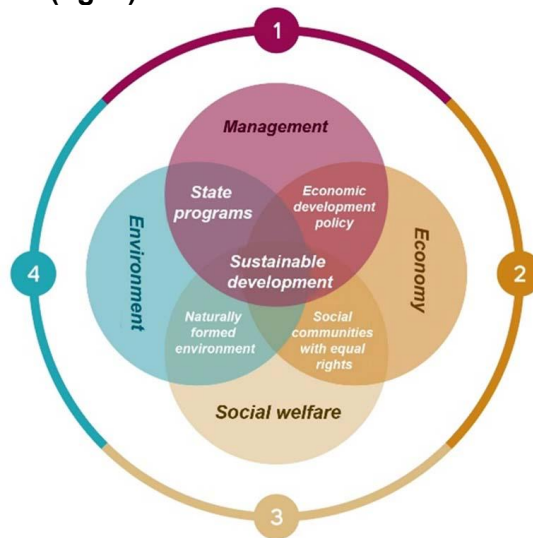 1
Management
State
programs
Economic
development
policy
Environment
Economy
4
2
Sustainable
development
Naturally
formed
environment
Social
communities
with equal
rights
Social welfare
3